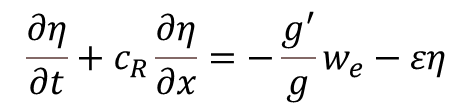 ∂η/∂t + c_R ∂η/∂x = − g′/g w_e − εη